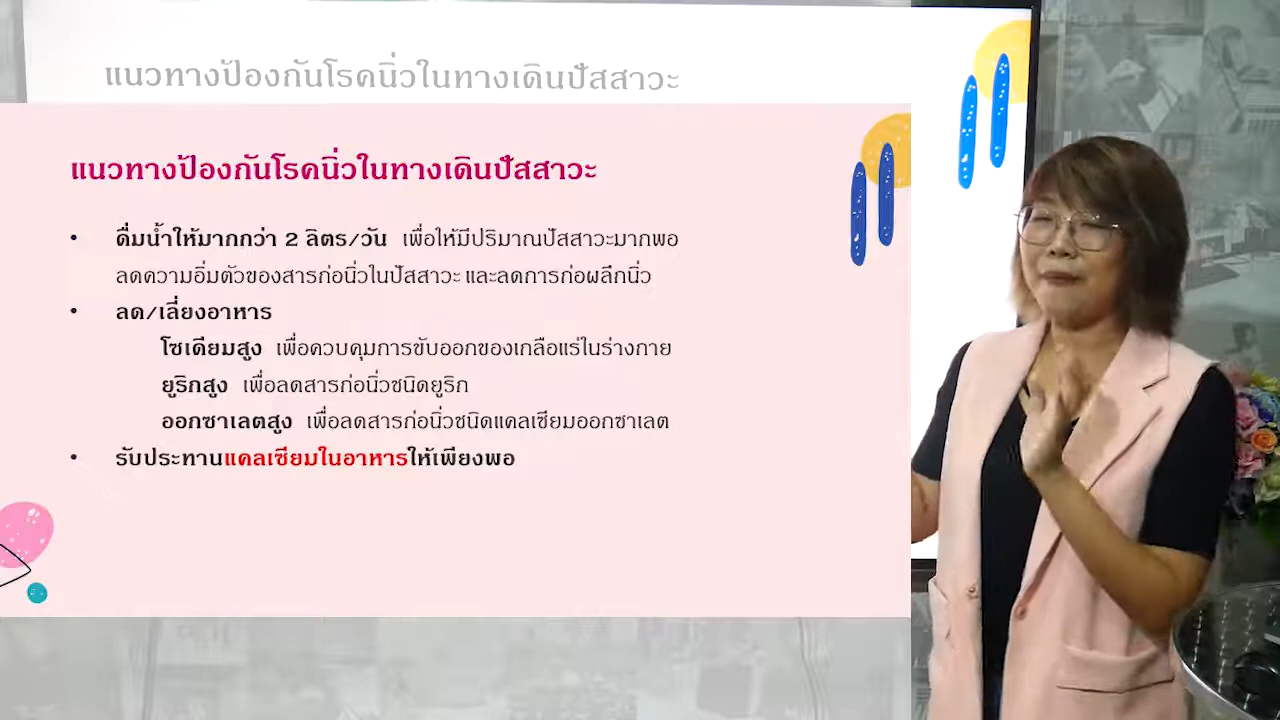 แนวทางป้องกันโรคนิ่วในทางเดินปัสสาวะ
แนวทางป้องกันโรคนิ่วในทางเดินปัสสาวะ
• ดื่มน้ำให้มากกว่า 2 ลิตร/วัน เพื่อให้มีปริมาณปัสสาวะมากพอ
ลดความอิ่มตัวของสารก่อนิ่วในปัสสาวะ และลดการก่อผลึกนิ่ว
• ลด/เลี่ยงอาหาร
โซเดียมสูง เพื่อควบคุมการขับออกของเกลือแร่ในร่างกาย
ยูริกสูง เพื่อลดสารก่อนิ่วชนิดยูริก
ออกซาเลตสูง เพื่อลดสารก่อนิ่วชนิดแคลเซียมออกซาเลต
• รับประทานแคลเซียมในอาหารให้เพียงพอ